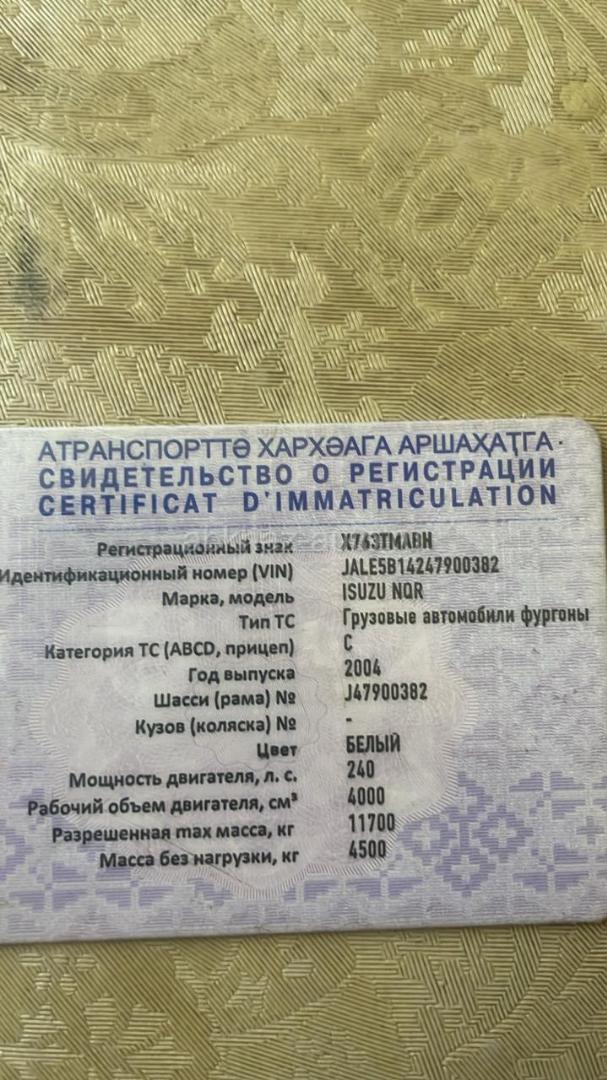 АТРАНСПОРТТӘ ХАРХӘАГА АРШАҲАҬГА
СВИДЕТЕЛЬСТВО О РЕГИСТРАЦИИ
CERTIFICAT D'IMMATRICULATION
Регистрационный знак X743TMABH
Идентификационный номер (VIN) JALE5B14247900382
Марка, модель ISUZU NQR
Тип ТС Грузовые автомобили фургоны
Категория ТС (ABCD, прицеп) C
Год выпуска 2004
Шасси (рама) № J47900382
Кузов (коляска) № -
Цвет БЕЛЫЙ
Мощность двигателя, л. с. 240
Рабочий объем двигателя, см³ 4000
Разрешенная max масса, кг 11700
Масса без нагрузки, кг 4500